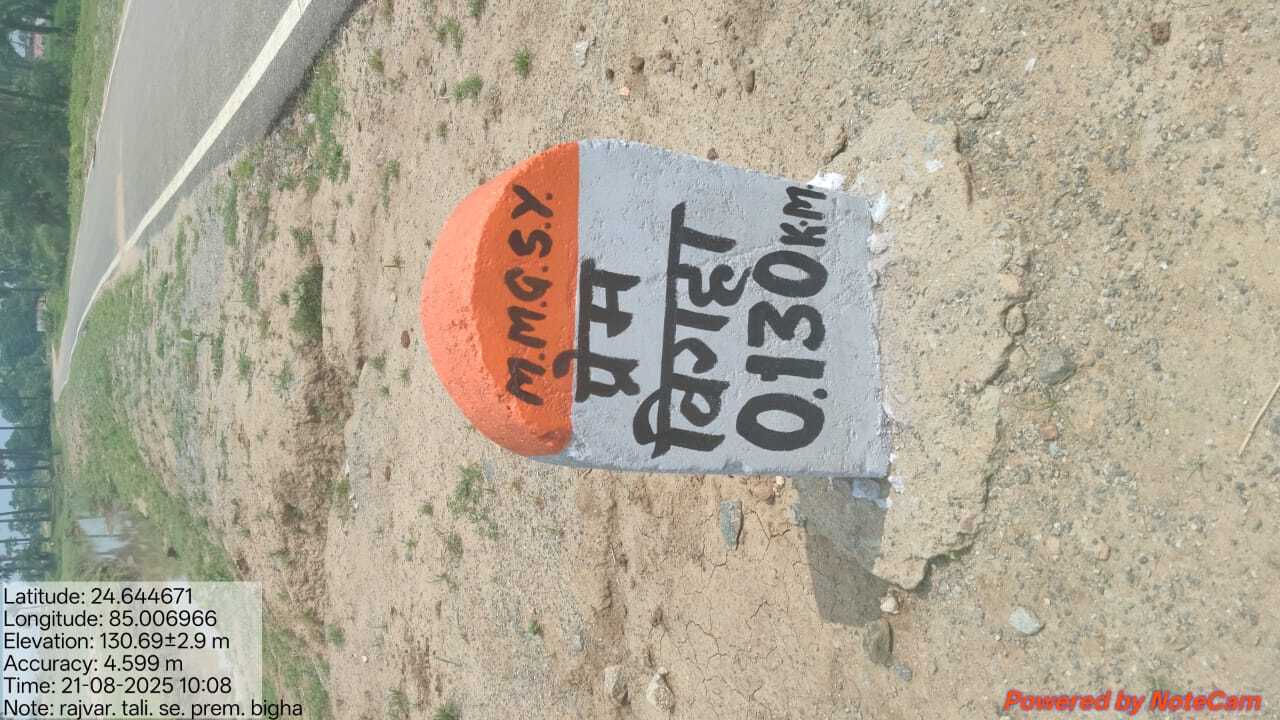 M.M.G.S.Y.
प्रेम
विगहा
0.130 K.M.
Latitude: 24.644671
Longitude: 85.006966
Elevation: 130.69±2.9 m
Accuracy: 4.599 m
Time: 21-08-2025 10:08
Note: rajvar. tali. se. prem. bigha
Powered by NoteCam